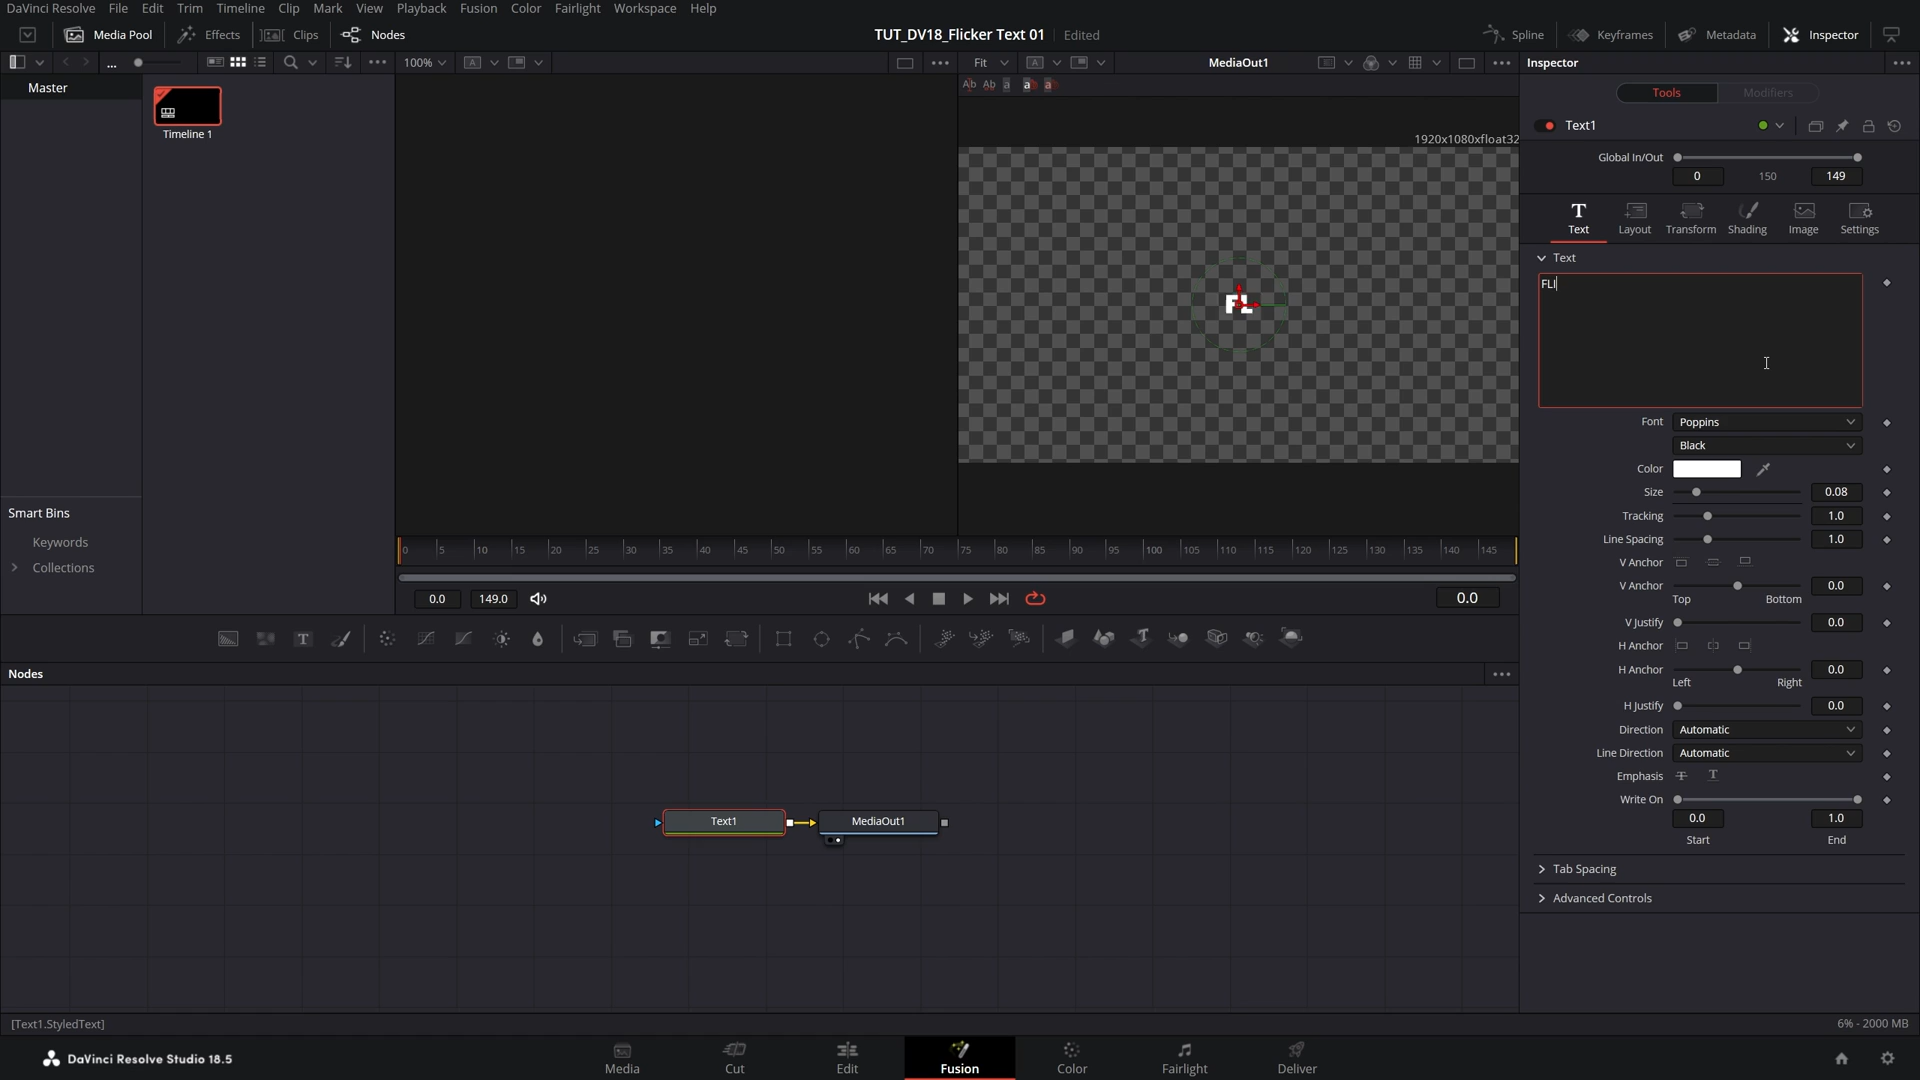 DaVinci Resolve File Edit Trim Timeline Clip Mark View Playback Fusion Color Fairlight Workspace Help
Media Pool Effects Clips Nodes TUT_DV18_Flicker Text 01 Edited Spline Keyframes Metadata Inspector
... 100% Fit MediaOut1 Inspector
Master
Timeline 1
1920x1080xfloat32
FL
Tools Modifiers
Text1
Global In/Out
0 150 149
Text Layout Transform Shading Image Settings
Text
FLI
Font Poppins
Black
Color
Size 0.08
Tracking 1.0
Line Spacing 1.0
V Anchor
V Anchor 0.0
Top Bottom
V Justify 0.0
H Anchor
H Anchor 0.0
Left Right
H Justify 0.0
Direction Automatic
Line Direction Automatic
Emphasis
Write On
0.0 1.0
Start End
Tab Spacing
Advanced Controls
Smart Bins
Keywords
Collections
0 5 10 15 20 25 30 35 40 45 50 55 60 65 70 75 80 85 90 95 100 105 110 115 120 125 130 135 140 145
0.0 149.0 0.0
Nodes
Text1 MediaOut1
[Text1.StyledText] 6% - 2000 MB
DaVinci Resolve Studio 18.5
Media Cut Edit Fusion Color Fairlight Deliver